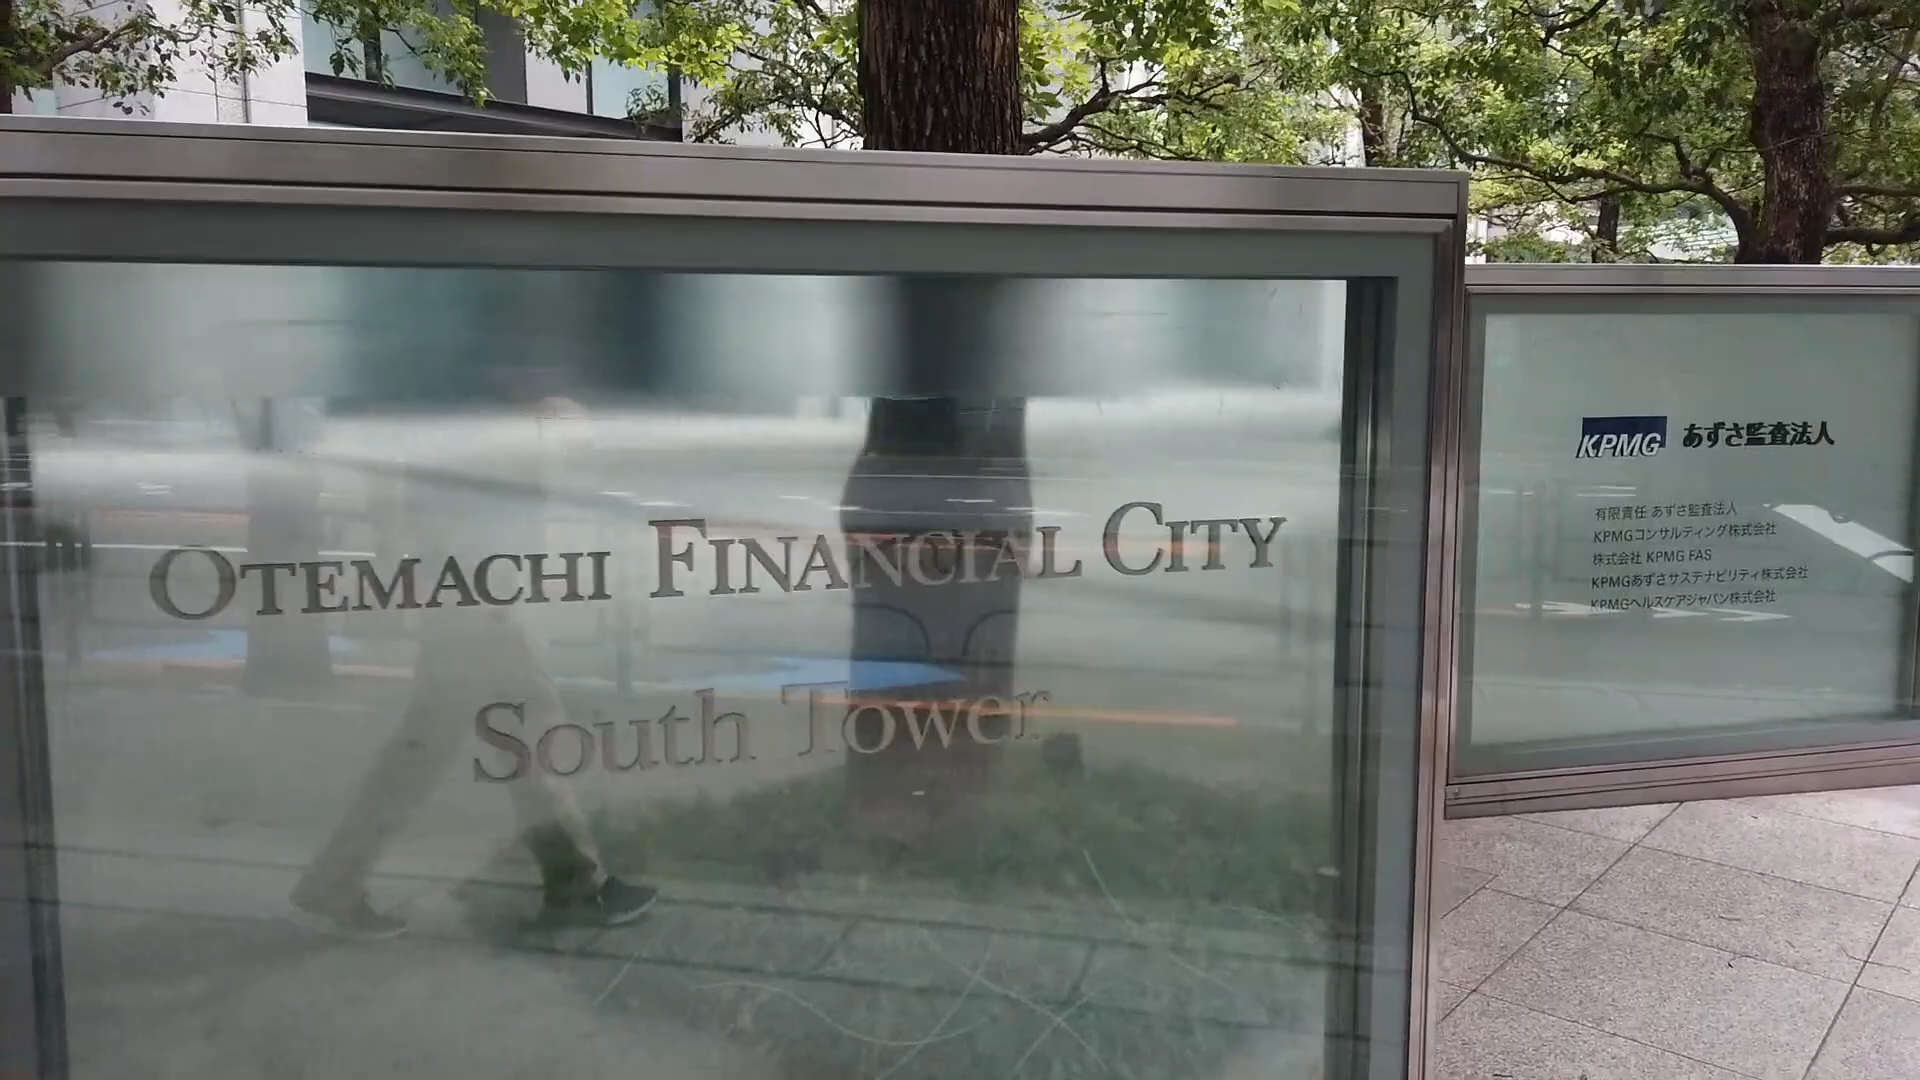 OTEMACHI FINANCIAL CITY
South Tower
KPMG あずさ監査法人
有限責任 あずさ監査法人
KPMGコンサルティング株式会社
株式会社 KPMG FAS
KPMGあずさサステナビリティ株式会社
KPMGヘルスケアジャパン株式会社